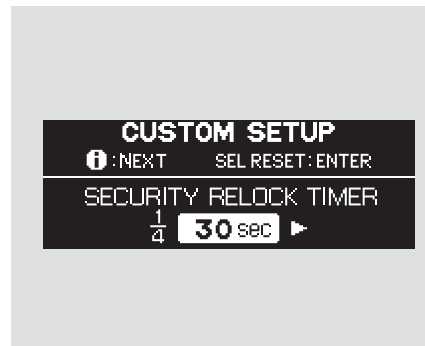 CUSTOM SETUP
i:NEXT SEL RESET:ENTER
SECURITY RELOCK TIMER
1/4 30 sec ►